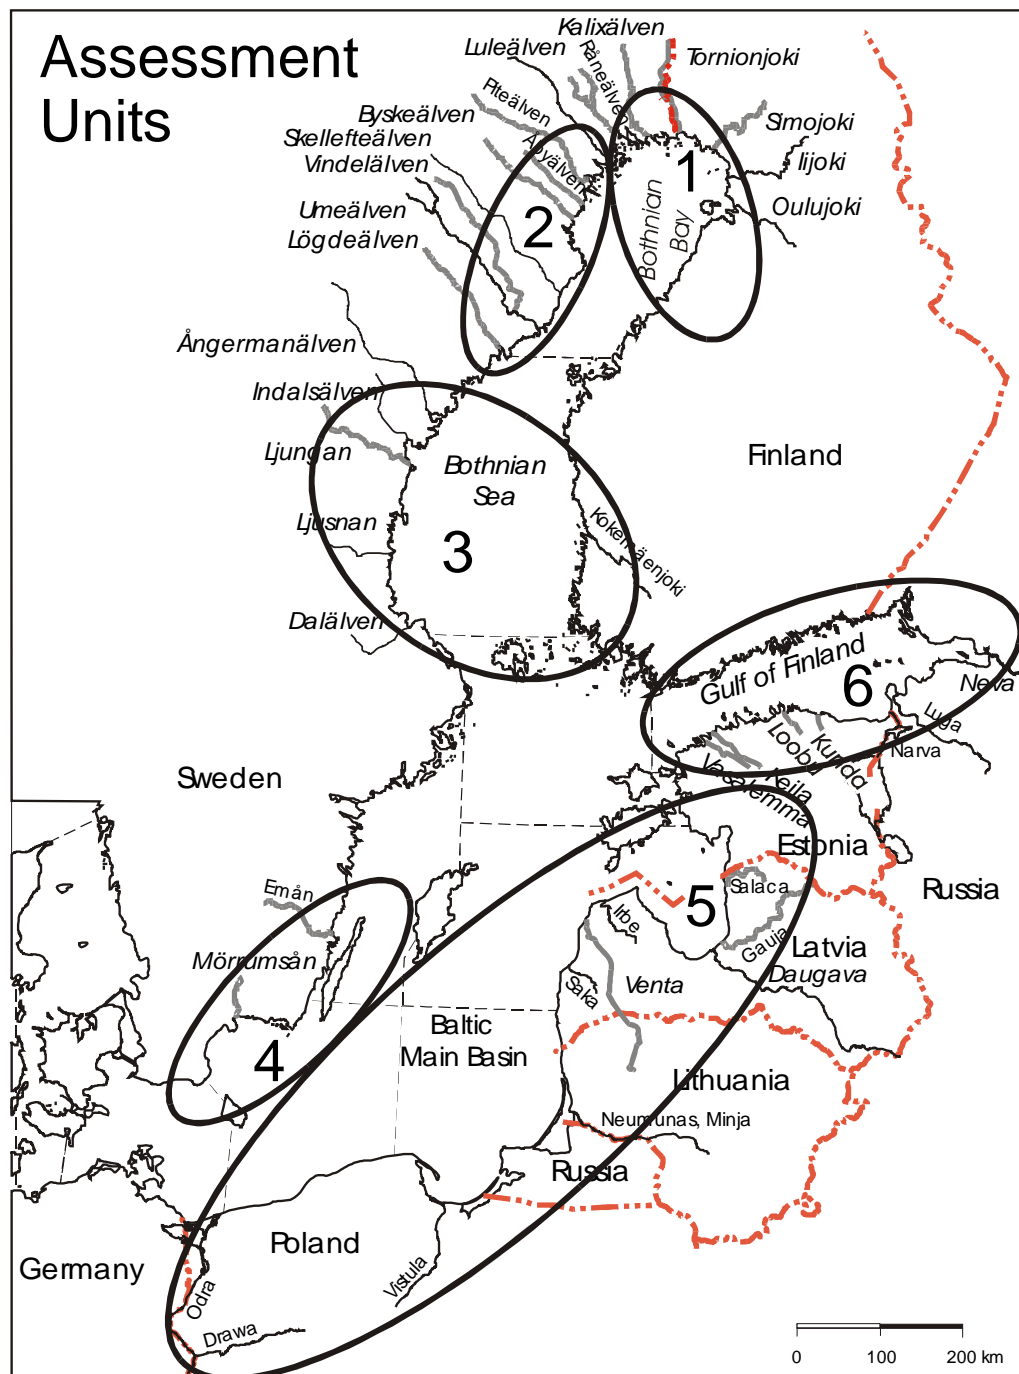 Assessment
Units
Kalixälven
Luleälven
Råneälven
Tornionjoki
Piteälven
Byskeälven
Åbyälven
Simojoki
Skellefteälven
Iijoki
Vindelälven
1
Umeälven
2
Bothnian
Bay
Oulujoki
Lögdeälven
Ångermanälven
Indalsälven
Ljungan
Bothnian
Sea
Finland
Ljusnan
3
Kokemäenjoki
Dalälven
Gulf of Finland
6
Neva
Luga
Narva
Kunda
Loobu
Keila
Vasalemma
Sweden
Estonia
Russia
Emån
Salaca
5
Irbe
Gauja
Latvia
Mörrumsån
Daugava
Saka
Venta
Baltic
Main Basin
4
Lithuania
Neumunas, Minja
Russia
Poland
Germany
Odra
Vistula
Drawa
0 100 200 km